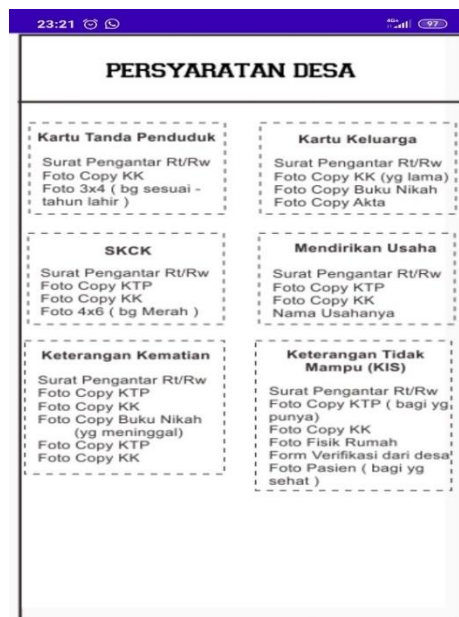 23:21
97
PERSYARATAN DESA
Kartu Tanda Penduduk
Surat Pengantar Rt/Rw
Foto Copy KK
Foto 3x4 ( bg sesuai -
tahun lahir )
Kartu Keluarga
Surat Pengantar Rt/Rw
Foto Copy KK (yg lama)
Foto Copy Buku Nikah
Foto Copy Akta
SKCK
Surat Pengantar Rt/Rw
Foto Copy KTP
Foto Copy KK
Foto 4x6 ( bg Merah )
Mendirikan Usaha
Surat Pengantar Rt/Rw
Foto Copy KTP
Foto Copy KK
Nama Usahanya
Keterangan Kematian
Surat Pengantar Rt/Rw
Foto Copy KTP
Foto Copy KK
Foto Copy Buku Nikah
(yg meninggal)
Foto Copy KTP
Foto Copy KK
Keterangan Tidak
Mampu (KIS)
Surat Pengantar Rt/Rw
Foto Copy KTP ( bagi yg
punya)
Foto Copy KK
Foto Fisik Rumah
Form Verifikasi dari desa
Foto Pasien ( bagi yg
sehat )